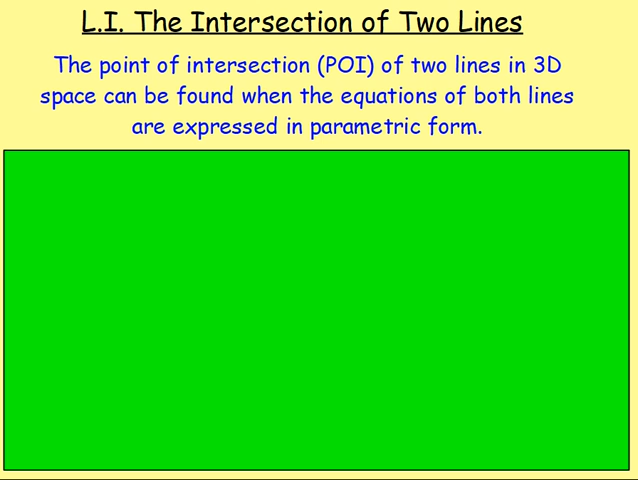 L.I. The Intersection of Two Lines
The point of intersection (POI) of two lines in 3D
space can be found when the equations of both lines
are expressed in parametric form.